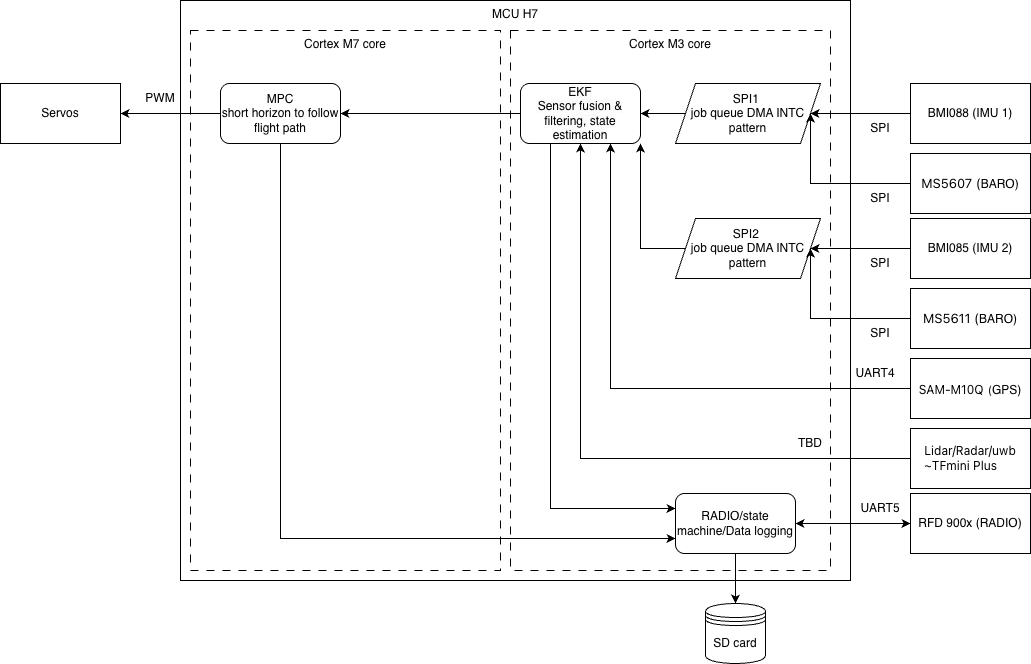 MCU H7
Cortex M7 core
Cortex M3 core
Servos
PWM
MPC
short horizon to follow
flight path
EKF
Sensor fusion &
filtering, state
estimation
SPI1
job queue DMA INTC
pattern
SPI
BMI088 (IMU 1)
SPI
MS5607 (BARO)
SPI2
job queue DMA INTC
pattern
SPI
BMI085 (IMU 2)
SPI
MS5611 (BARO)
UART4
SAM-M10Q (GPS)
TBD
Lidar/Radar/uwb
~TFmini Plus
RADIO/state
machine/Data logging
UART5
RFD 900x (RADIO)
SD card